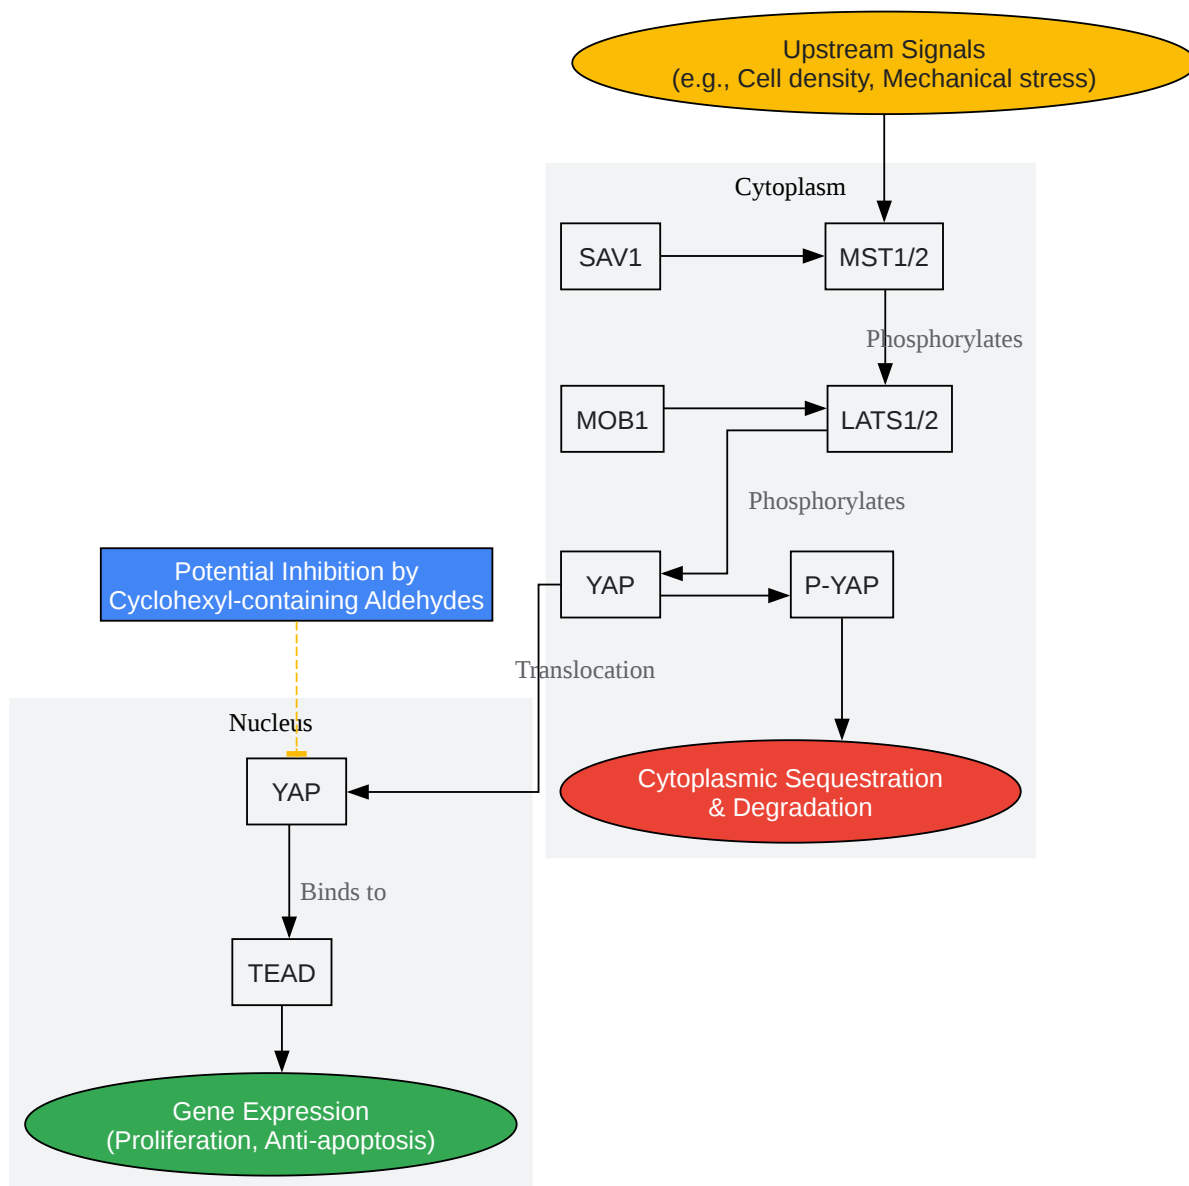 Upstream Signals
(e.g., Cell density, Mechanical stress)
Cytoplasm
SAV1
MST1/2
Phosphorylates
MOB1
LATS1/2
Phosphorylates
Potential Inhibition by
Cyclohexyl-containing Aldehydes
YAP
P-YAP
Translocation
Nucleus
YAP
Cytoplasmic Sequestration
& Degradation
Binds to
TEAD
Gene Expression
(Proliferation, Anti-apoptosis)